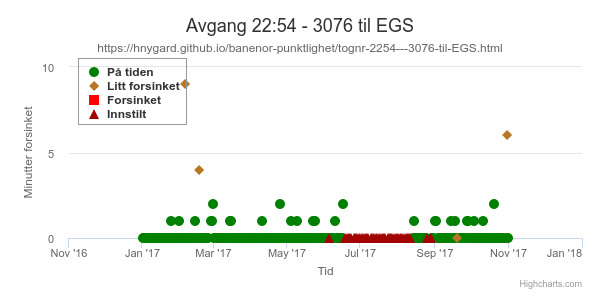 Avgang 22:54 - 3076 til EGS
https://hnygard.github.io/banenor-punktlighet/tognr-2254---3076-til-EGS.html
På tiden
Litt forsinket
Forsinket
Innstilt
Minutter forsinket
10
5
0
Nov '16 Jan '17 Mar '17 May '17 Jul '17 Sep '17 Nov '17 Jan '18
Tid
Highcharts.com